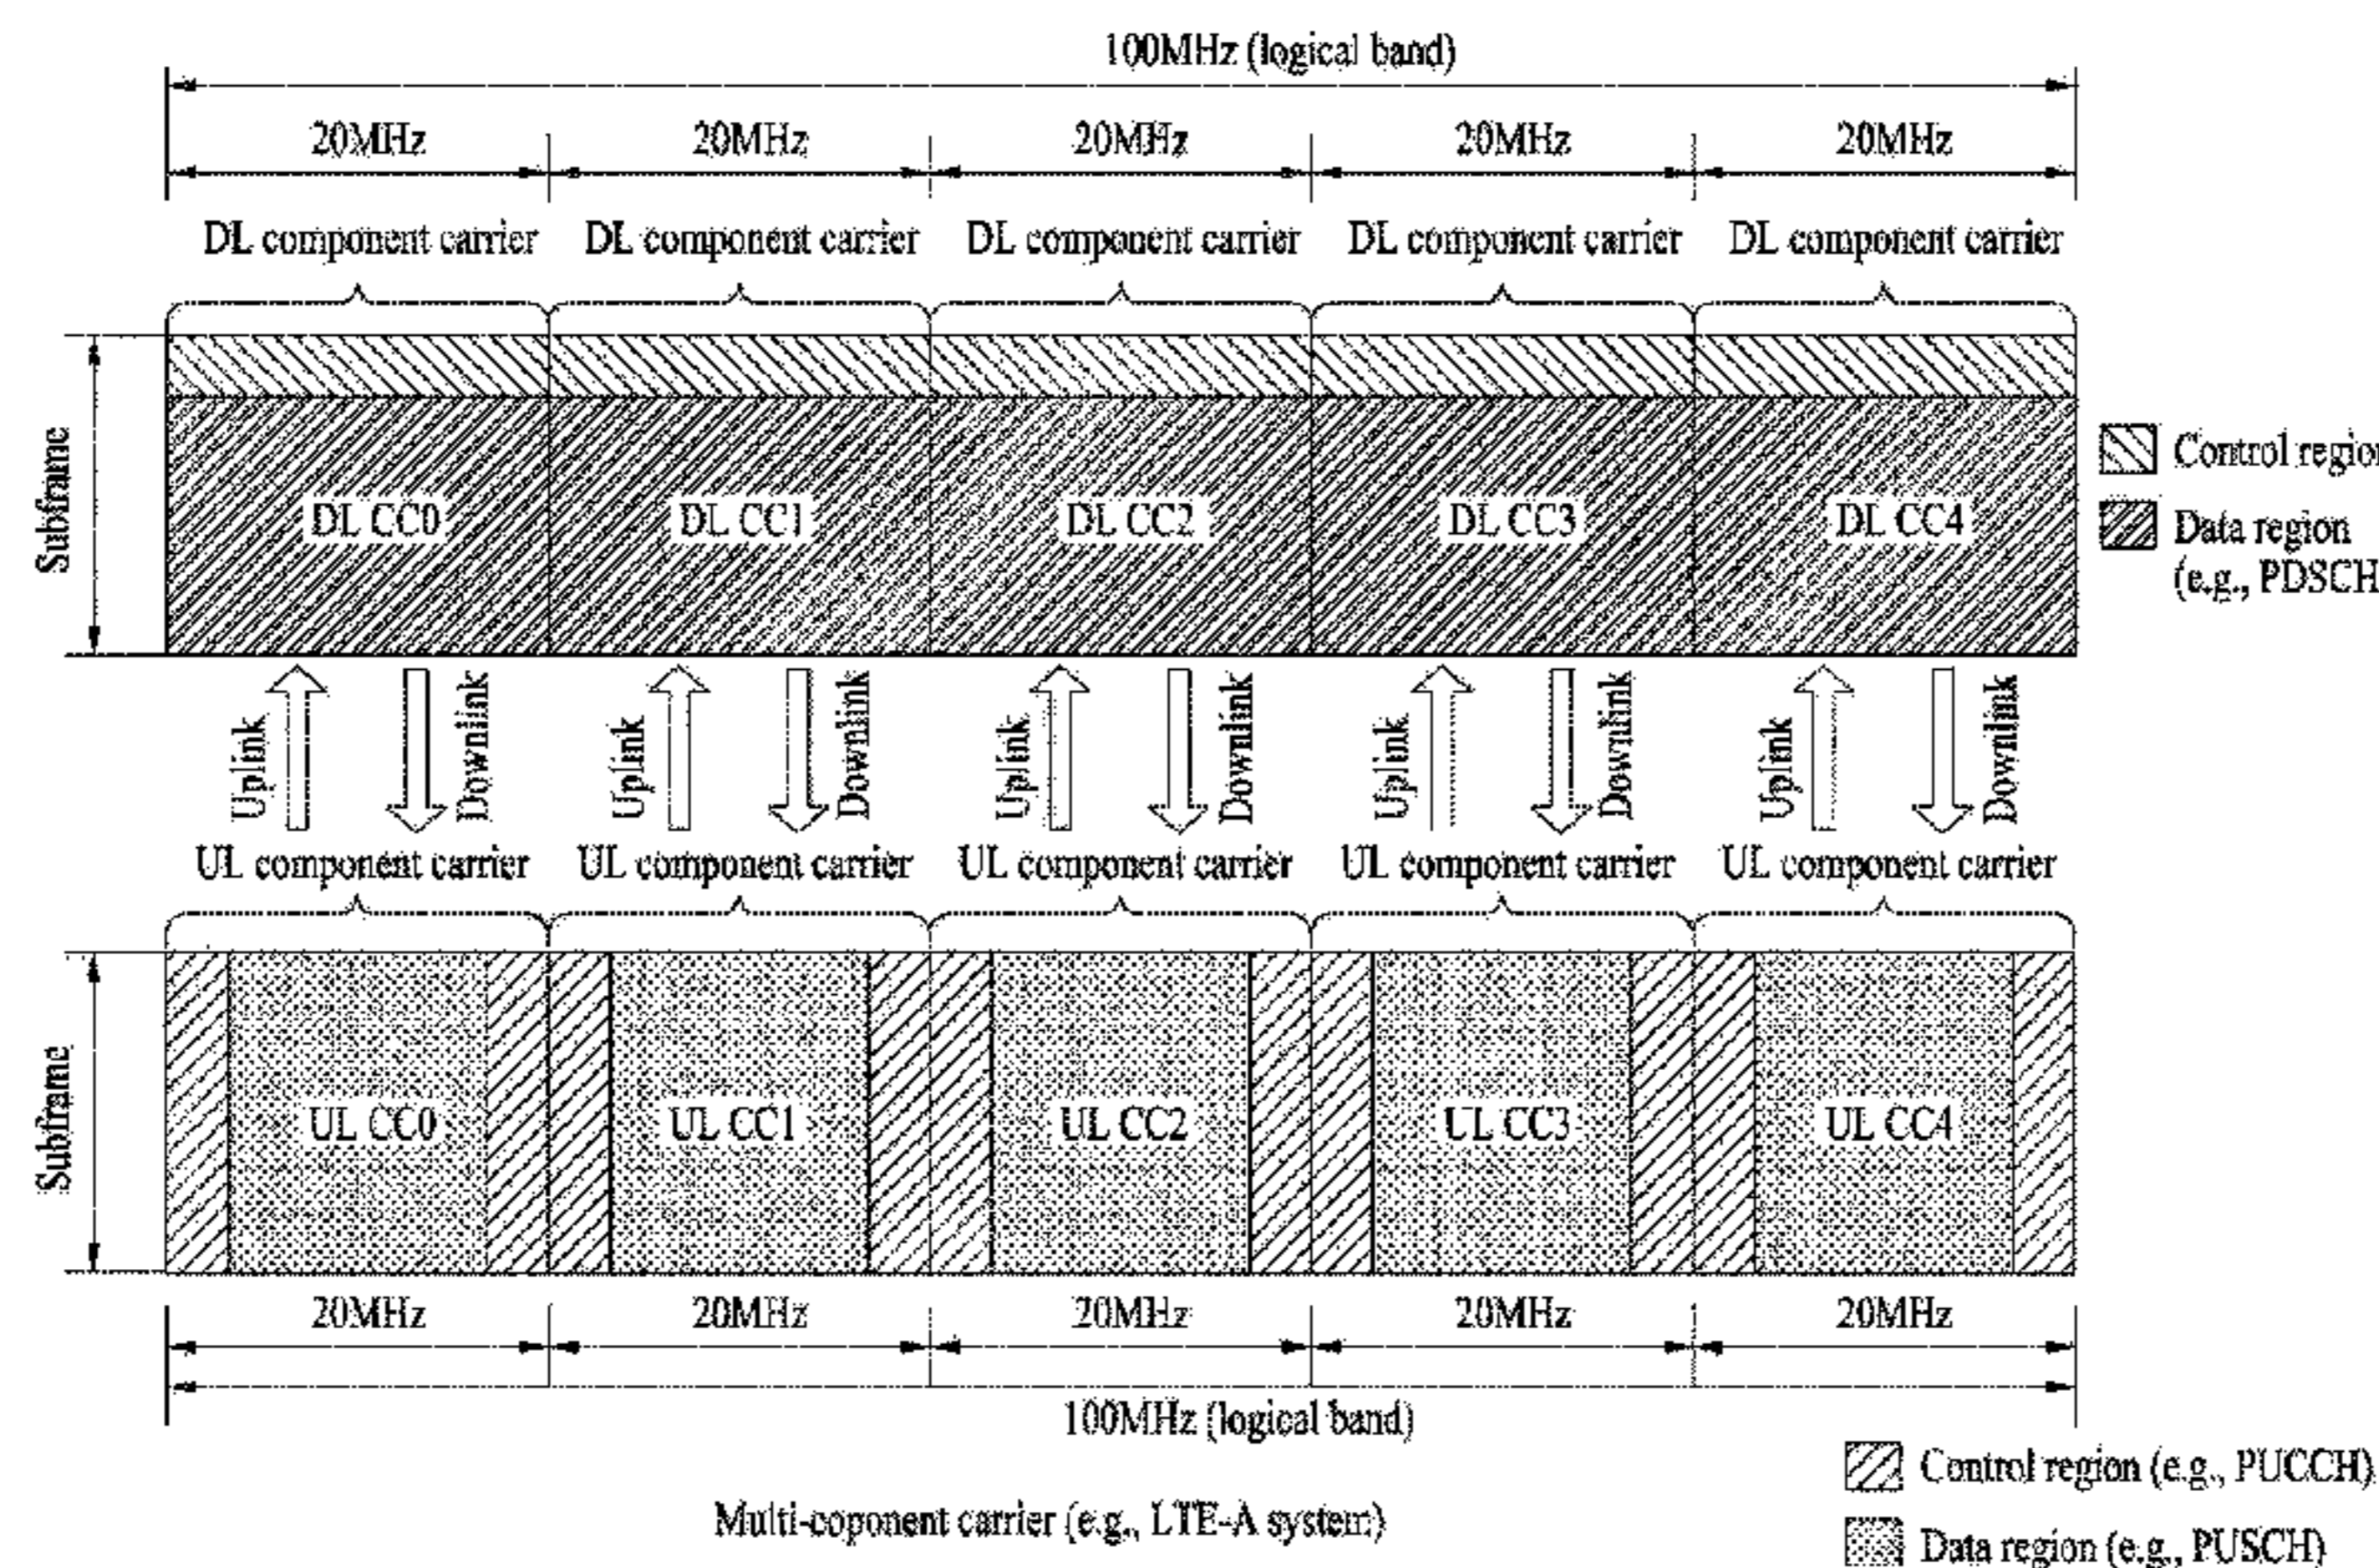 100MHz (logical band)
20MHz 20MHz 20MHz 20MHz 20MHz
DL component carrier DL component carrier DL component carrier DL component carrier DL component carrier
Subframe
DL CC0 DL CC1 DL CC2 DL CC3 DL CC4
Control region
Data region
(e.g., PDSCH
Uplink Downlink Uplink Downlink Uplink Downlink Uplink Downlink Uplink Downlink
UL component carrier UL component carrier UL component carrier UL component carrier UL component carrier
Subframe
UL CC0 UL CC1 UL CC2 UL CC3 UL CC4
20MHz 20MHz 20MHz 20MHz 20MHz
100MHz (logical band)
Control region (e.g., PUCCH)
Multi-coponent carrier (e.g., LTE-A system)
Data region (e.g., PUSCH)